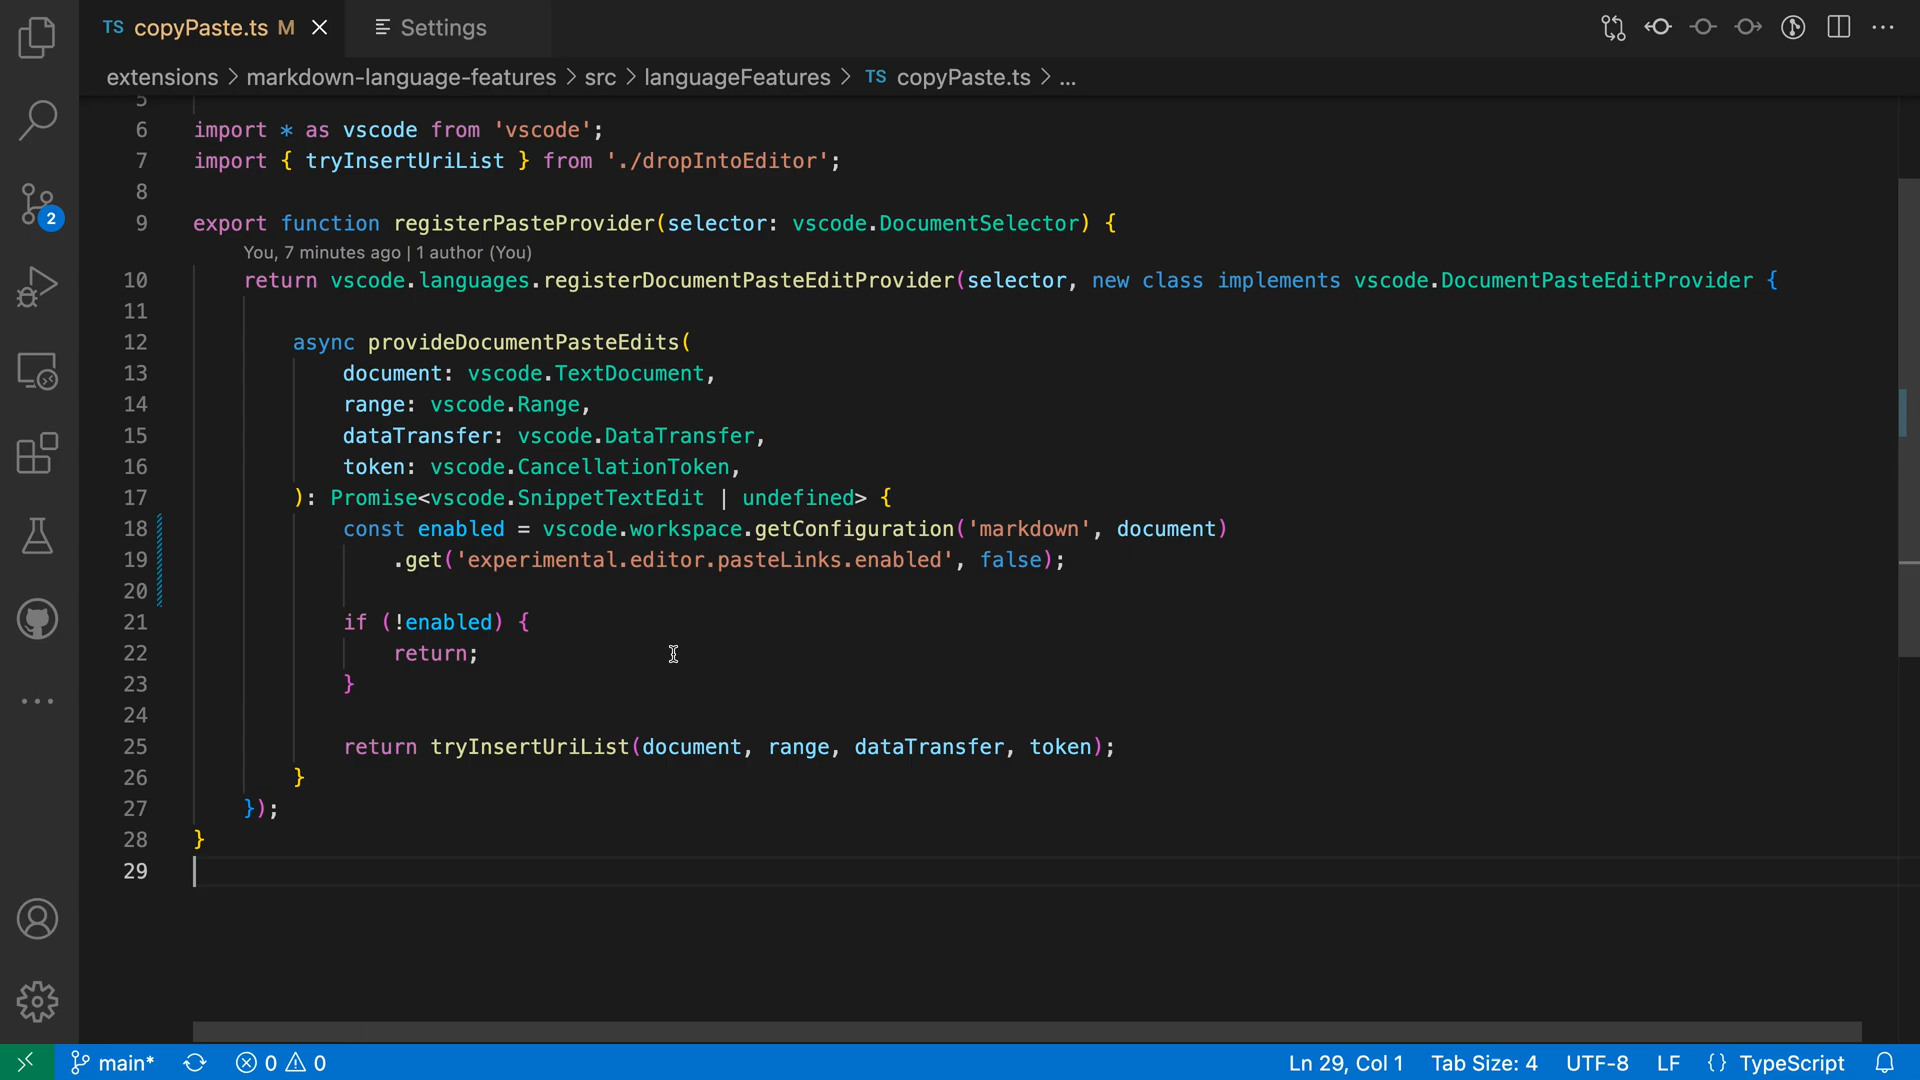 TS copyPaste.ts M
Settings
extensions > markdown-language-features > src > languageFeatures > TS copyPaste.ts > ...
5
6 import * as vscode from 'vscode';
7 import { tryInsertUriList } from './dropIntoEditor';
8
9 export function registerPasteProvider(selector: vscode.DocumentSelector) {
You, 7 minutes ago | 1 author (You)
10 return vscode.languages.registerDocumentPasteEditProvider(selector, new class implements vscode.DocumentPasteEditProvider {
11
12 async provideDocumentPasteEdits(
13 document: vscode.TextDocument,
14 range: vscode.Range,
15 dataTransfer: vscode.DataTransfer,
16 token: vscode.CancellationToken,
17 ): Promise<vscode.SnippetTextEdit | undefined> {
18 const enabled = vscode.workspace.getConfiguration('markdown', document)
19 .get('experimental.editor.pasteLinks.enabled', false);
20
21 if (!enabled) {
22 return;
23 }
24
25 return tryInsertUriList(document, range, dataTransfer, token);
26 }
27 });
28 }
29
2
main* 0 0 Ln 29, Col 1 Tab Size: 4 UTF-8 LF {} TypeScript